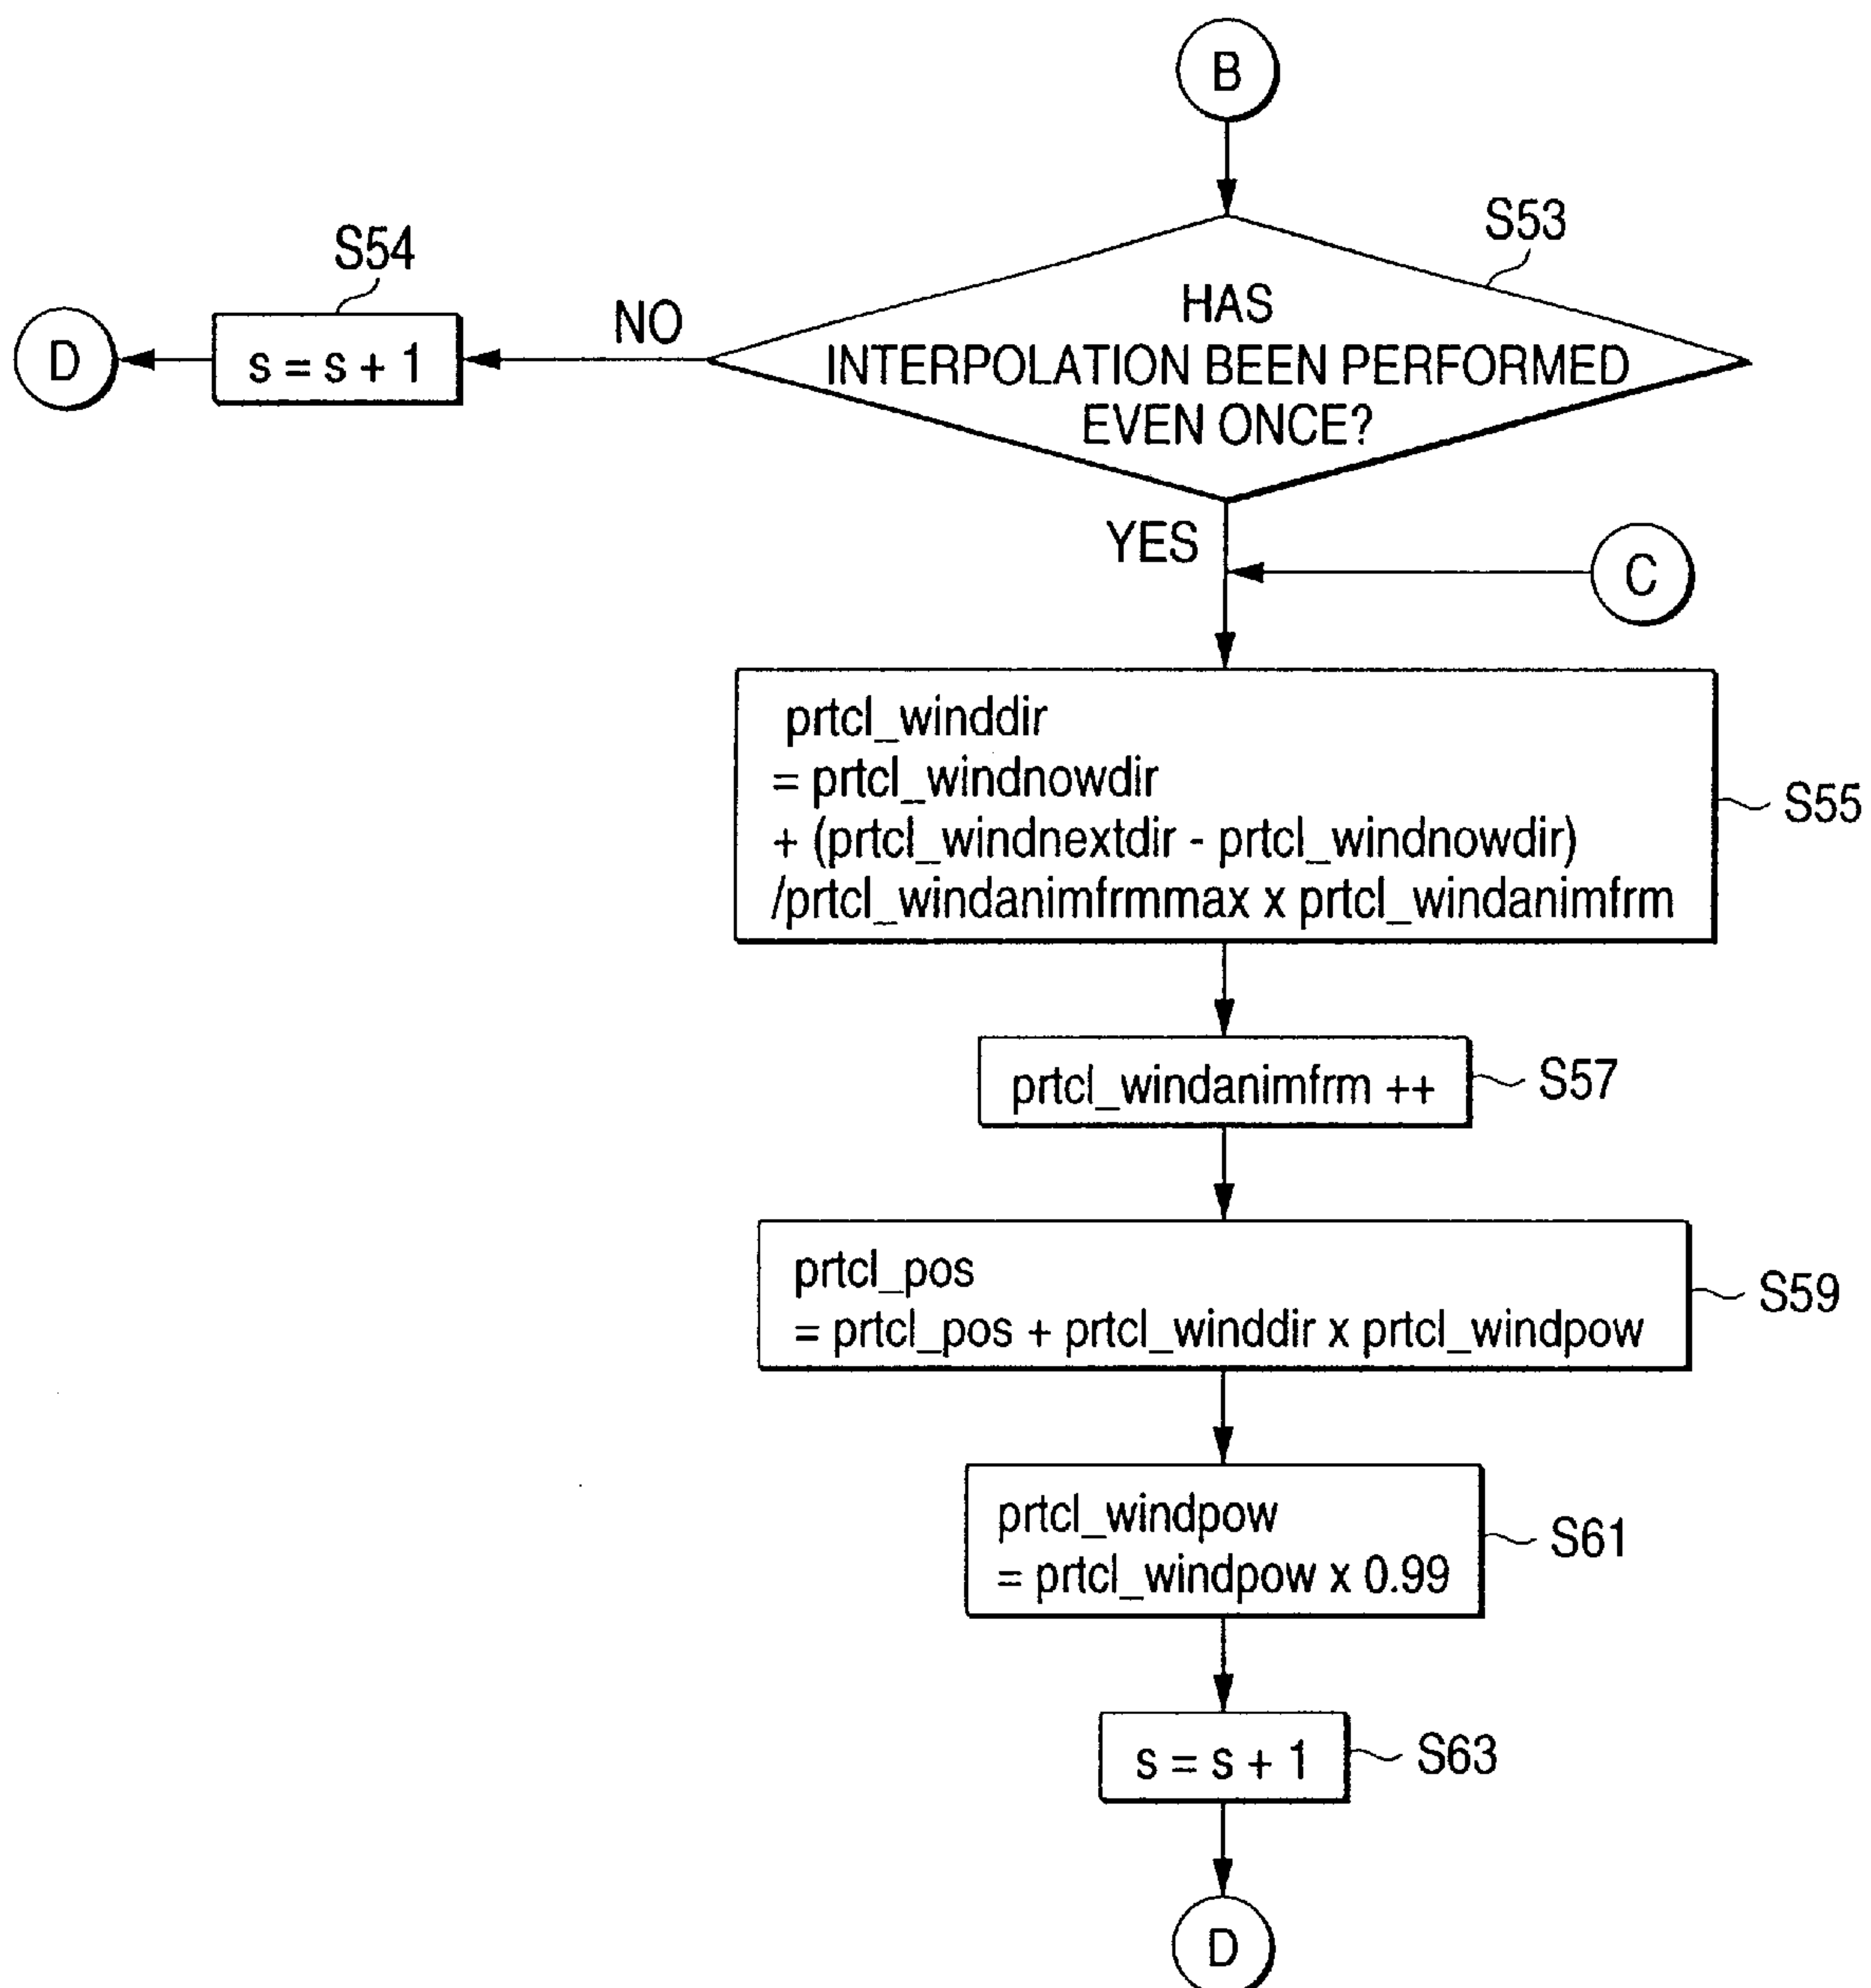 B
S53
S54
HAS
INTERPOLATION BEEN PERFORMED
EVEN ONCE?
NO
s = s + 1
D
YES
C
prtcl_winddir
= prtcl_windnowdir
+ (prtcl_windnextdir - prtcl_windnowdir)
/prtcl_windanimfrmmax x prtcl_windanimfrm
S55
prtcl_windanimfrm ++
S57
prtcl_pos
= prtcl_pos + prtcl_winddir x prtcl_windpow
S59
prtcl_windpow
= prtcl_windpow x 0.99
S61
s = s + 1
S63
D